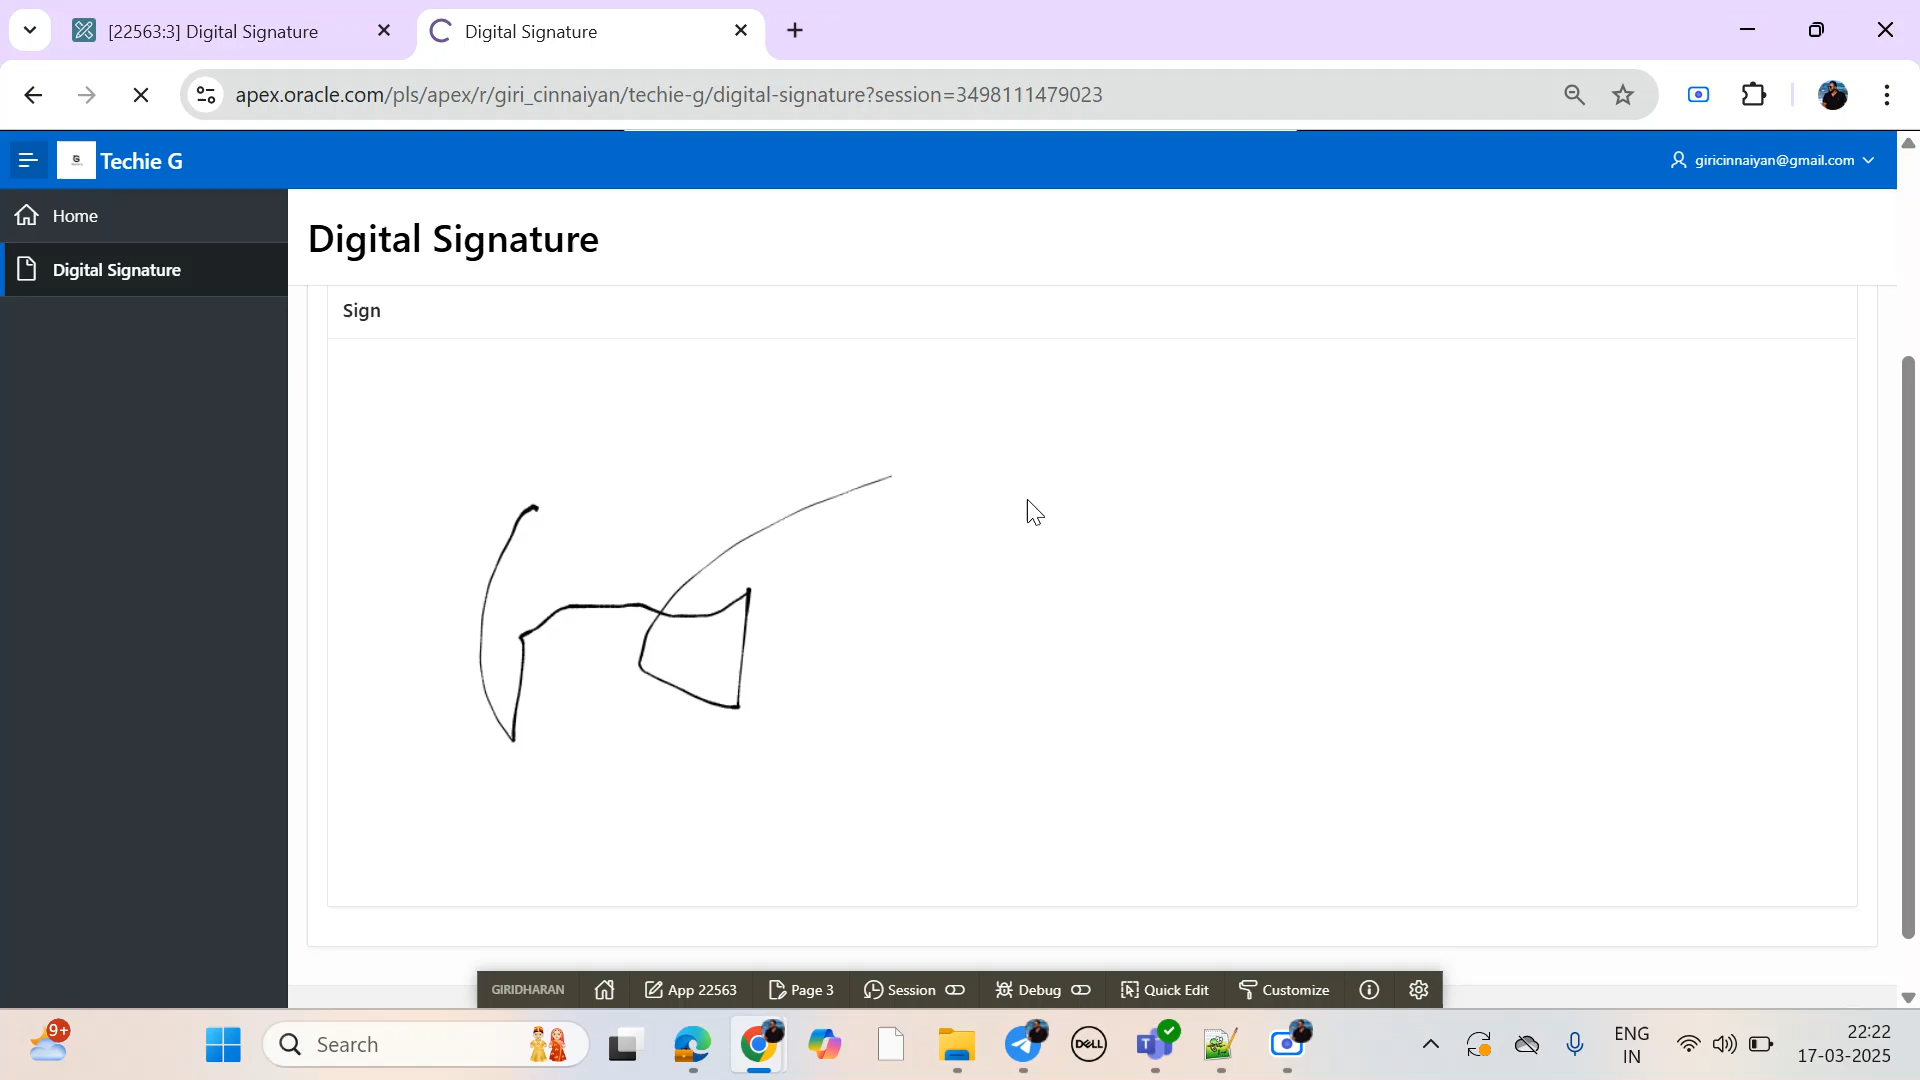 [22563:3] Digital Signature
Digital Signature
apex.oracle.com/pls/apex/r/giri_cinnaiyan/techie-g/digital-signature?session=3498111479023
G
Techie G
giricinnaiyan@gmail.com
Home
Digital Signature
Digital Signature
Sign
GIRIDHARAN
App 22563
Page 3
Session
Debug
Quick Edit
Customize
9+
Search
DELL
T
ENG
IN
22:22
17-03-2025